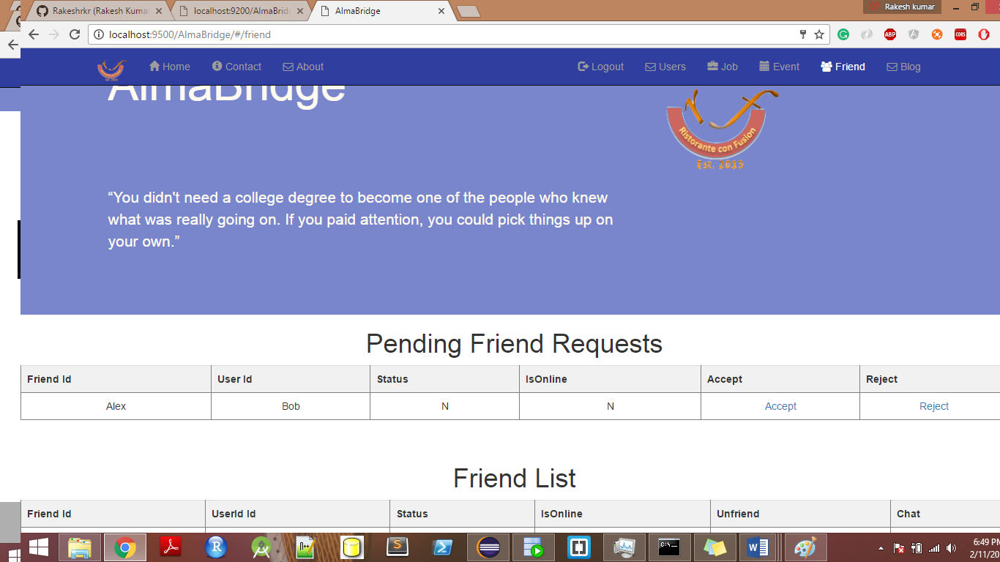 Rakeshrkr (Rakesh Kuma
localhost:9200/AlmaBridg
AlmaBridge
Rakesh kumar
localhost:9500/AlmaBridge/#/friend
ABP
CORS
Home
Contact
About
Logout
Users
Job
Event
Friend
Blog
AlmaBridge
Ristorante con Fusion
Est. 2015
“You didn't need a college degree to become one of the people who knew
what was really going on. If you paid attention, you could pick things up on
your own.”
Pending Friend Requests
Friend Id User Id Status IsOnline Accept Reject
Alex Bob N N Accept Reject
Friend List
Friend Id UserId Id Status IsOnline Unfriend Chat
6:49 PM
2/11/20